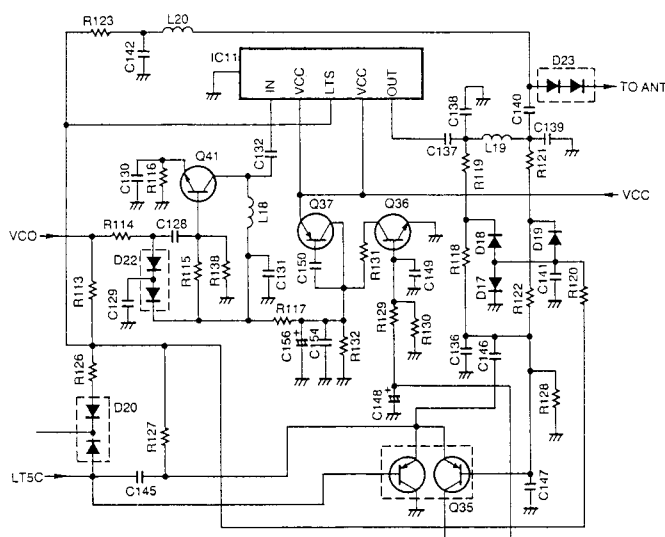 L20
R123
C142
IC11
IN
VCC
LTS
VCC
OUT
D23
TO ANT
C138
C140
C137
L19
C139
R119
R121
C132
Q41
C130
R116
L18
Q37
Q36
VCC
VCO
R114
C128
D22
R115
R138
C131
C150
R131
C149
R118
D18
D19
D17
C141
R120
R122
R113
C129
R117
C156
+
C154
R132
R129
R130
C136
C146
R126
R128
D20
R127
C148
+
LT5C
C145
Q35
C147